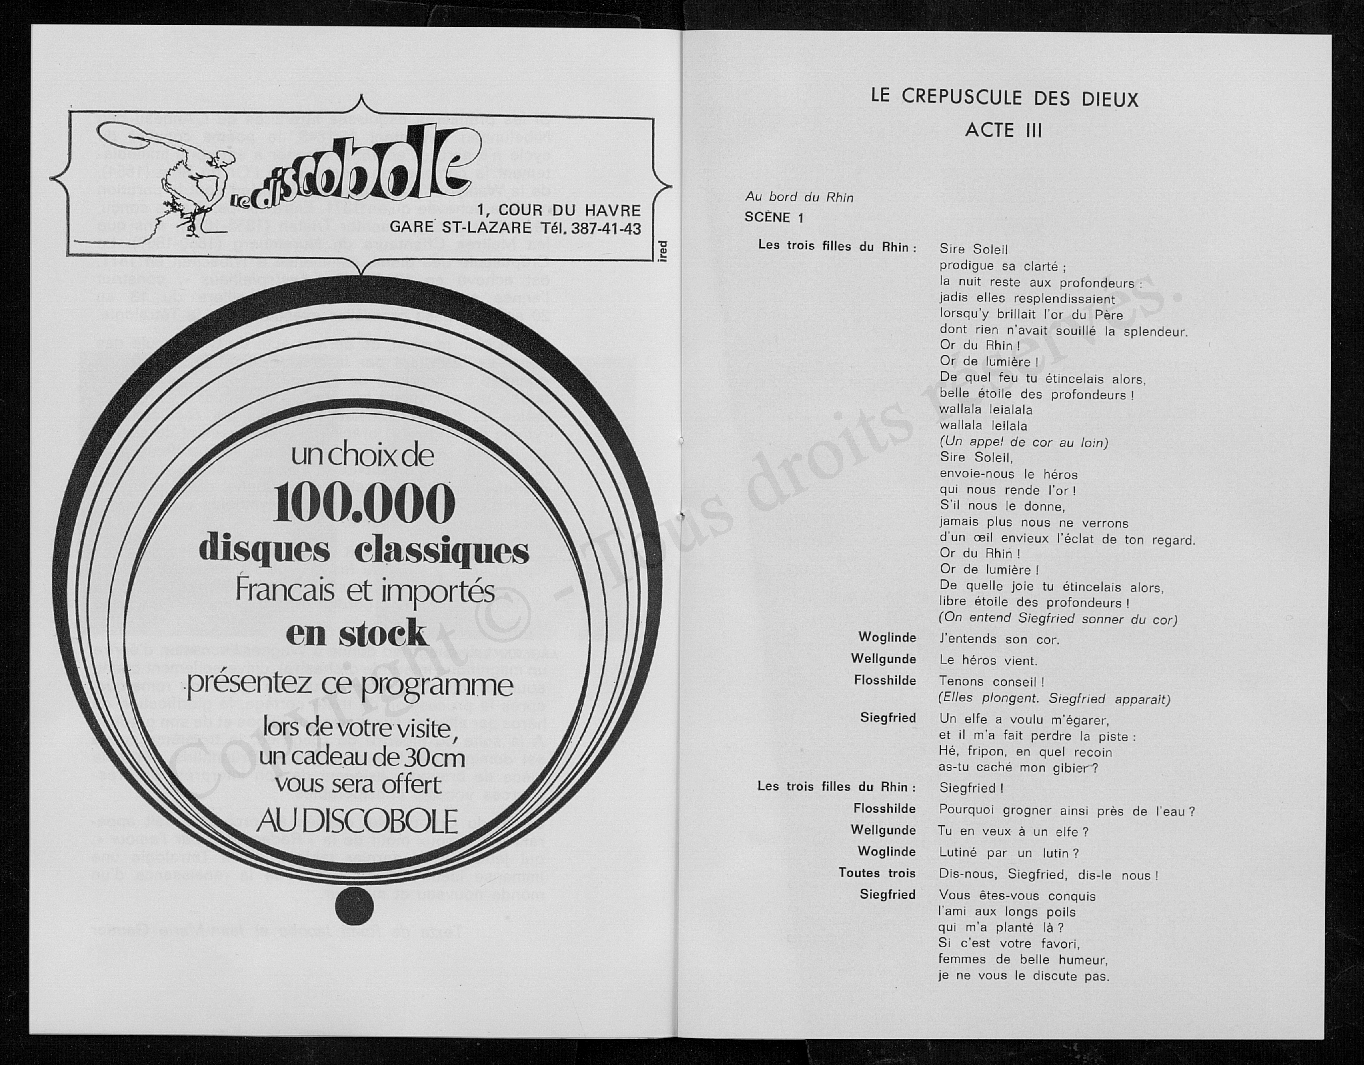 le discobole
1, COUR DU HAVRE
GARE ST-LAZARE Tél. 387-41-43
ired
un choix de
100.000
disques classiques
Francais et importés
en stock
présentez ce programme
lors de votre visite,
un cadeau de 30cm
vous sera offert
AU DISCOBOLE
LE CREPUSCULE DES DIEUX
ACTE III
Au bord du Rhin
SCÈNE 1
Les trois filles du Rhin : Sire Soleil
prodigue sa clarté ;
la nuit reste aux profondeurs :
jadis elles resplendissaient
lorsqu'y brillait l'or du Père
dont rien n'avait souillé la splendeur.
Or du Rhin !
Or de lumière !
De quel feu tu étincelais alors,
belle étoile des profondeurs !
wallala leialala
wallala leilala
(Un appel de cor au loin)
Sire Soleil,
envoie-nous le héros
qui nous rende l'or !
S'il nous le donne,
jamais plus nous ne verrons
d'un œil envieux l'éclat de ton regard.
Or du Rhin !
Or de lumière !
De quelle joie tu étincelais alors,
libre étoile des profondeurs !
(On entend Siegfried sonner du cor)
Woglinde J'entends son cor.
Wellgunde Le héros vient.
Flosshilde Tenons conseil !
(Elles plongent. Siegfried apparaît)
Siegfried Un elfe a voulu m'égarer,
et il m'a fait perdre la piste :
Hé, fripon, en quel recoin
as-tu caché mon gibier ?
Les trois filles du Rhin : Siegfried !
Flosshilde Pourquoi grogner ainsi près de l'eau ?
Wellgunde Tu en veux à un elfe ?
Woglinde Lutiné par un lutin ?
Toutes trois Dis-nous, Siegfried, dis-le nous !
Siegfried Vous êtes-vous conquis
l'ami aux longs poils
qui m'a planté là ?
Si c'est votre favori,
femmes de belle humeur,
je ne vous le discute pas.
Copyright © - Tous droits réservés.